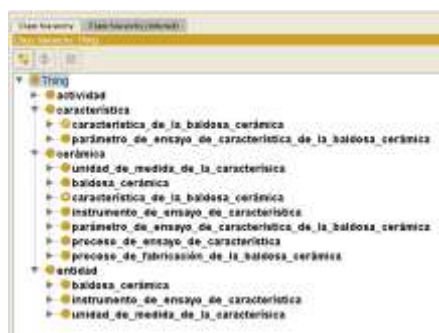 Class hierarchy Class hierarchy (inferred)
Class hierarchy: Thing
Thing
actividad
característica
característica_de_la_baldosa_cerámica
parámetro_de_ensayo_de_característica_de_la_baldosa_cerámica
cerámica
unidad_de_medida_de_la_caracterísica
baldosa_cerámica
característica_de_la_baldosa_cerámica
instrumento_de_ensayo_de_característica
parámetro_de_ensayo_de_característica_de_la_baldosa_cerámica
proceso_de_ensayo_de_característica
proceso_de_fabricación_de_la_baldosa_cerámica
entidad
baldosa_cerámica
instrumento_de_ensayo_de_característica
unidad_de_medida_de_la_característica